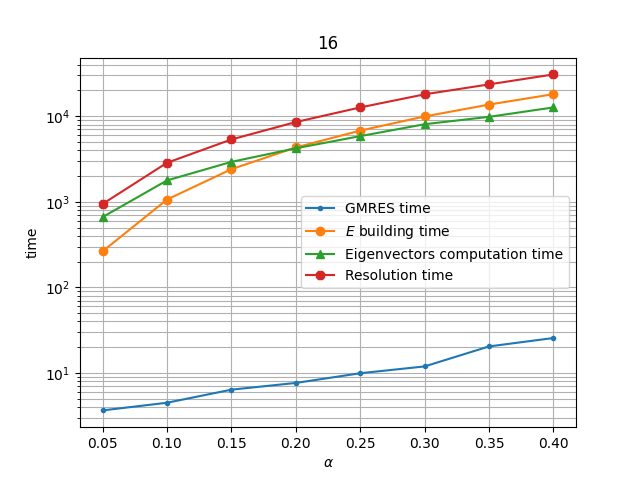 16
time
10^4
10^3
10^2
10^1
GMRES time
E building time
Eigenvectors computation time
Resolution time
0.05 0.10 0.15 0.20 0.25 0.30 0.35 0.40
α